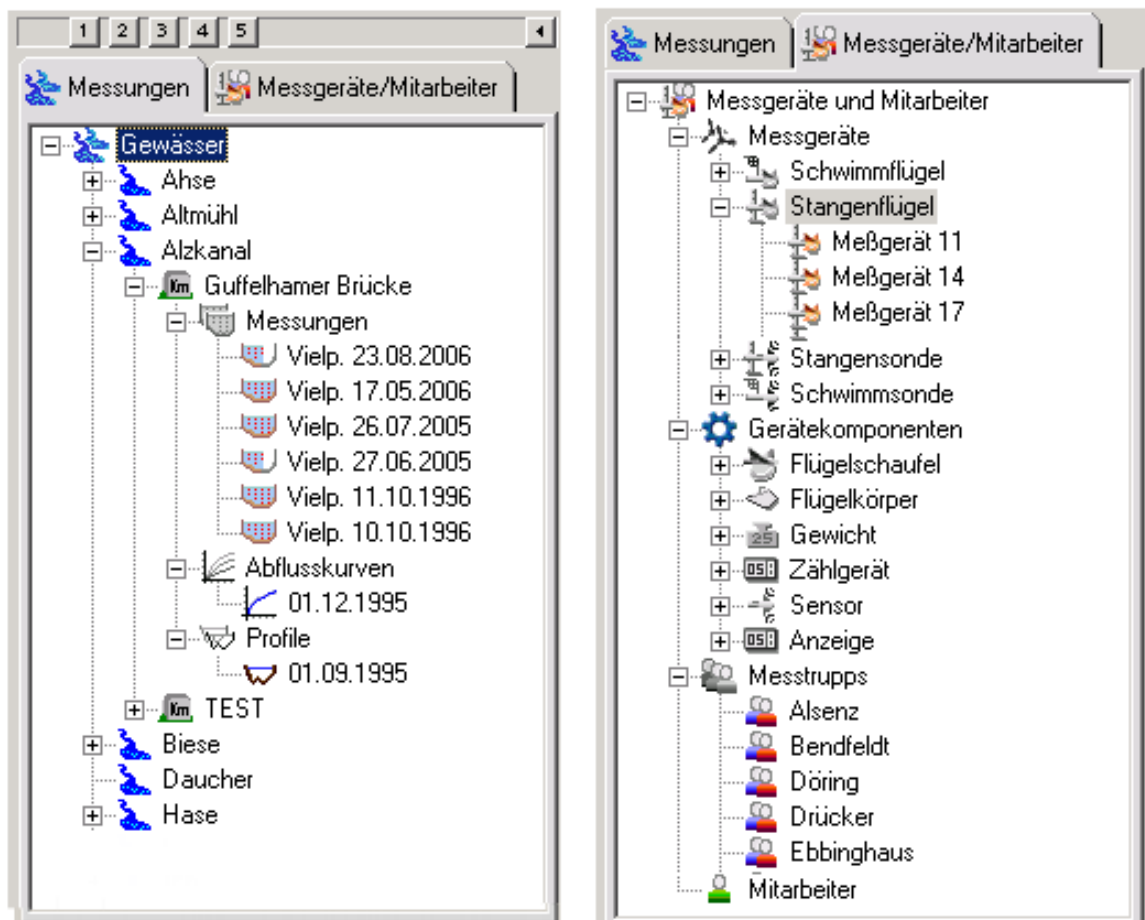 1 2 3 4 5
Messungen Messgeräte/Mitarbeiter
Gewässer
Ahse
Altmühl
Alzkanal
Km Guffelhamer Brücke
Messungen
Vielp. 23.08.2006
Vielp. 17.05.2006
Vielp. 26.07.2005
Vielp. 27.06.2005
Vielp. 11.10.1996
Vielp. 10.10.1996
Abflusskurven
01.12.1995
Profile
01.09.1995
Km TEST
Biese
Daucher
Hase
Messungen Messgeräte/Mitarbeiter
Messgeräte und Mitarbeiter
Messgeräte
Schwimmflügel
Stangenflügel
Meßgerät 11
Meßgerät 14
Meßgerät 17
Stangensonde
Schwimmsonde
Gerätekomponenten
Flügelschaufel
Flügelkörper
25 Gewicht
Zählgerät
Sensor
Anzeige
Messtrupps
Alsenz
Bendfeldt
Döring
Drücker
Ebbinghaus
Mitarbeiter